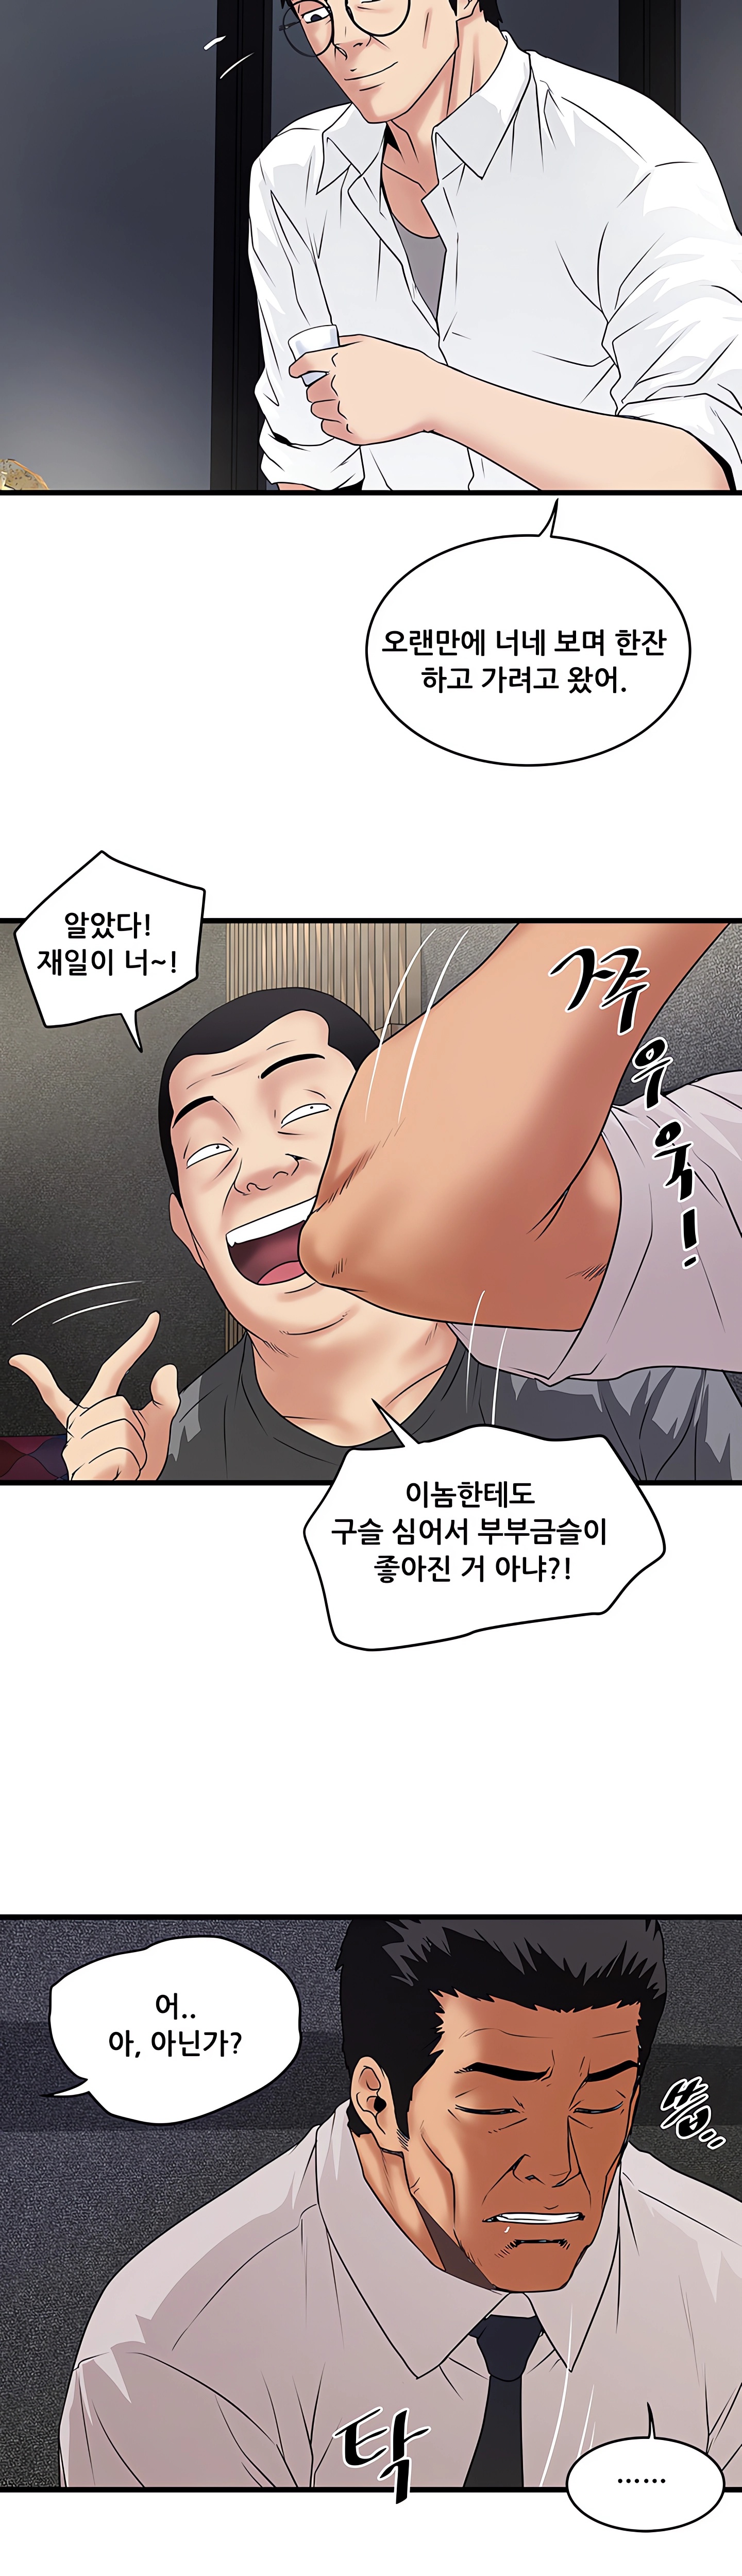 오랜만에 너네 보며 한잔
하고 가려고 왔어.
알았다!
재일이 너~!
쭈
우
욱!
이놈한테도
구슬 심어서 부부금슬이
좋아진 거 아냐?!
어..
아, 아닌가?
쯥..
탁
......